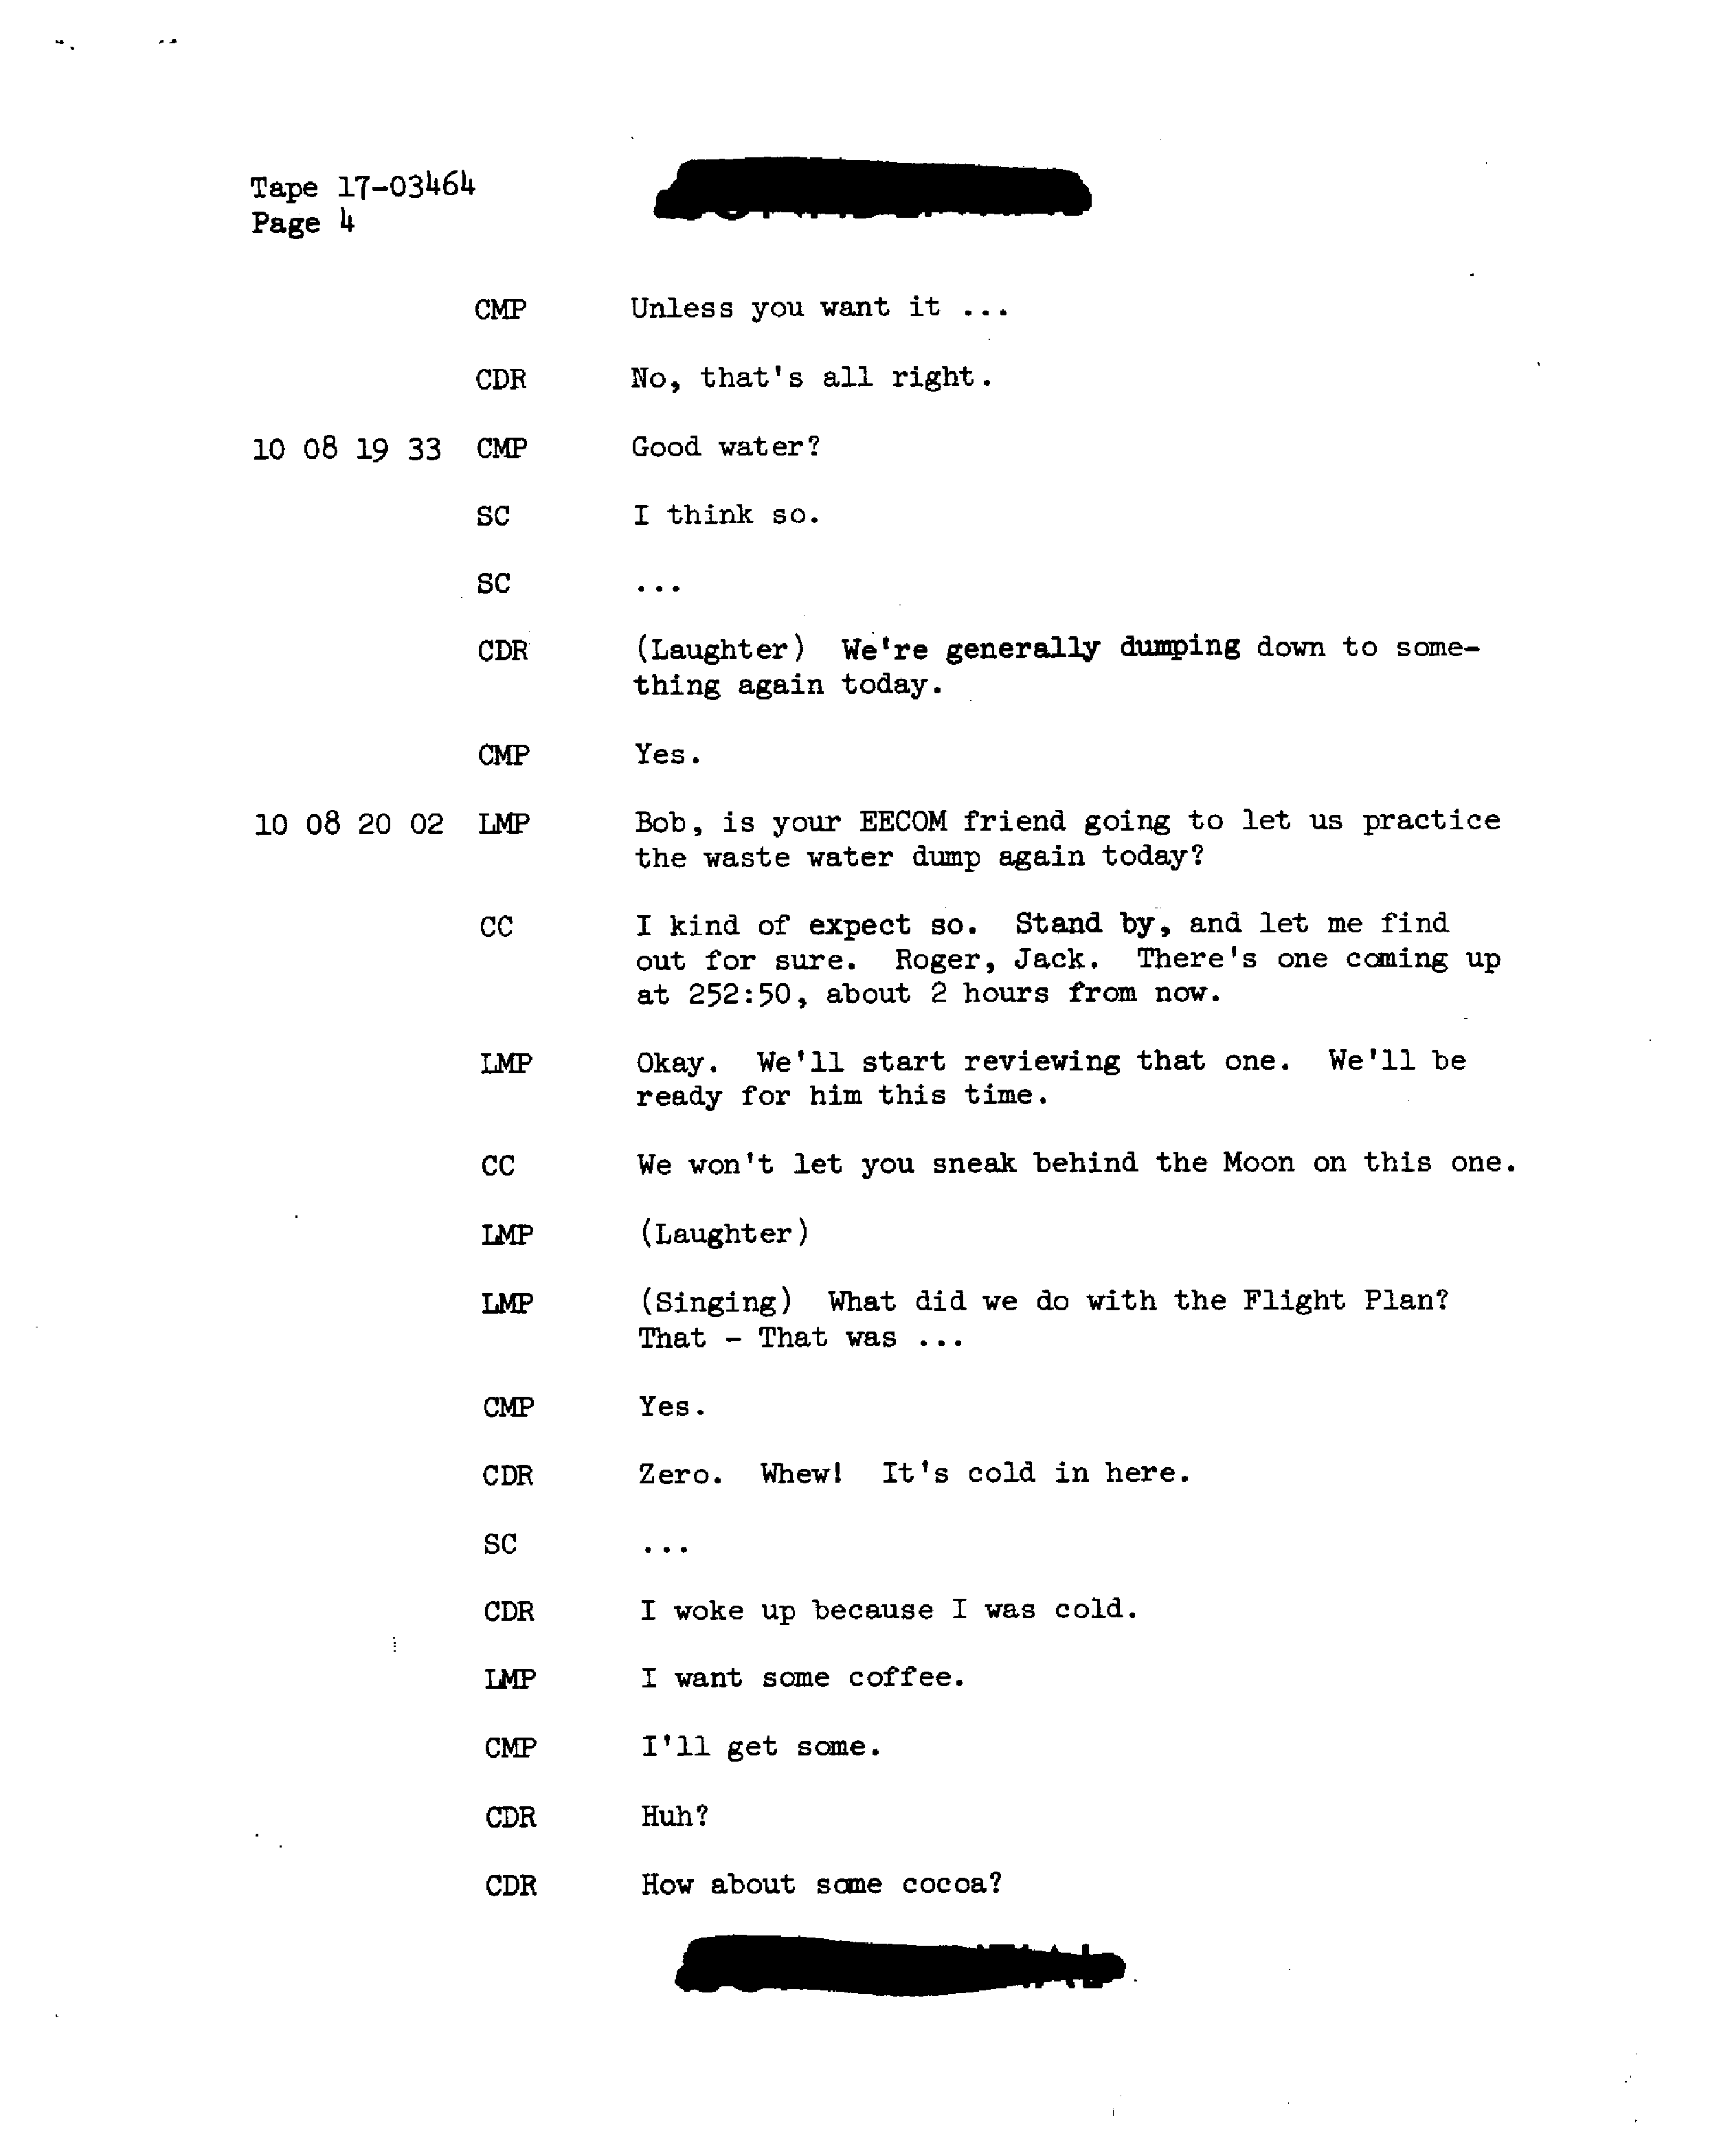 Tape 17-03464
Page 4
CMP Unless you want it ...
CDR No, that's all right.
10 08 19 33 CMP Good water?
SC I think so.
SC ...
CDR (Laughter) We're generally dumping down to some-
thing again today.
CMP Yes.
10 08 20 02 LMP Bob, is your EECOM friend going to let us practice
the waste water dump again today?
CC I kind of expect so. Stand by, and let me find
out for sure. Roger, Jack. There's one coming up
at 252:50, about 2 hours from now.
LMP Okay. We'll start reviewing that one. We'll be
ready for him this time.
CC We won't let you sneak behind the Moon on this one.
LMP (Laughter)
LMP (Singing) What did we do with the Flight Plan?
That - That was ...
CMP Yes.
CDR Zero. Whew! It's cold in here.
SC ...
CDR I woke up because I was cold.
LMP I want some coffee.
CMP I'll get some.
CDR Huh?
CDR How about some cocoa?